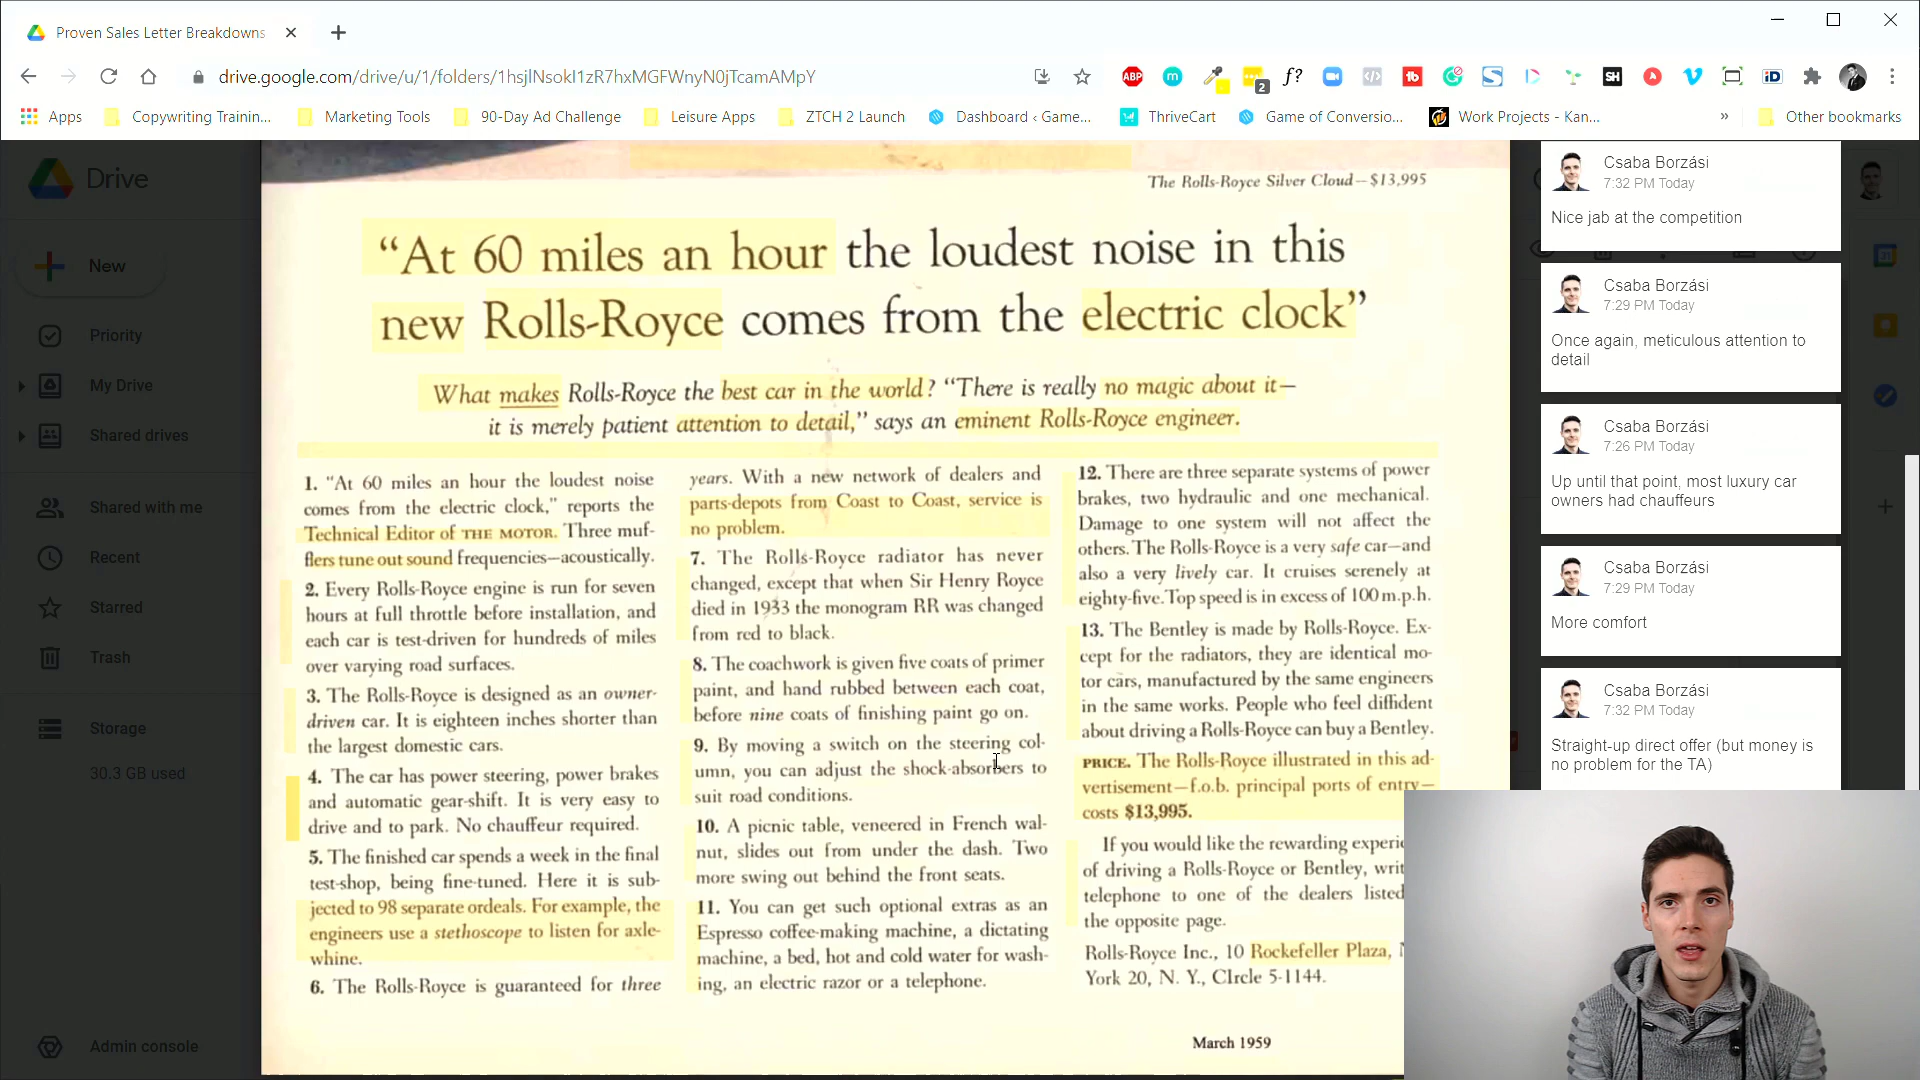 Proven Sales Letter Breakdowns
drive.google.com/drive/u/1/folders/1hsjlNsokI1zR7hxMGFWnyN0jTcamAMpY
ABP
m
2
f?
tb
SH
iD
Apps
Copywriting Trainin...
Marketing Tools
90-Day Ad Challenge
Leisure Apps
ZTCH 2 Launch
Dashboard ‹ Game...
ThriveCart
Game of Conversio...
Work Projects - Kan...
»
Other bookmarks
Drive
New
Priority
My Drive
Shared drives
Shared with me
Recent
Starred
Trash
Storage
30.3 GB used
Admin console
The Rolls-Royce Silver Cloud—$13,995
“At 60 miles an hour the loudest noise in this
new Rolls-Royce comes from the electric clock”
What makes Rolls-Royce the best car in the world? “There is really no magic about it—
it is merely patient attention to detail,” says an eminent Rolls-Royce engineer.
1. “At 60 miles an hour the loudest noise
comes from the electric clock,” reports the
Technical Editor of THE MOTOR. Three muf-
flers tune out sound frequencies—acoustically.
2. Every Rolls-Royce engine is run for seven
hours at full throttle before installation, and
each car is test-driven for hundreds of miles
over varying road surfaces.
3. The Rolls-Royce is designed as an owner-
driven car. It is eighteen inches shorter than
the largest domestic cars.
4. The car has power steering, power brakes
and automatic gear-shift. It is very easy to
drive and to park. No chauffeur required.
5. The finished car spends a week in the final
test-shop, being fine-tuned. Here it is sub-
jected to 98 separate ordeals. For example, the
engineers use a stethoscope to listen for axle-
whine.
6. The Rolls-Royce is guaranteed for three
years. With a new network of dealers and
parts-depots from Coast to Coast, service is
no problem.
7. The Rolls-Royce radiator has never
changed, except that when Sir Henry Royce
died in 1933 the monogram RR was changed
from red to black.
8. The coachwork is given five coats of primer
paint, and hand rubbed between each coat,
before nine coats of finishing paint go on.
9. By moving a switch on the steering col-
umn, you can adjust the shock-absorbers to
suit road conditions.
10. A picnic table, veneered in French wal-
nut, slides out from under the dash. Two
more swing out behind the front seats.
11. You can get such optional extras as an
Espresso coffee-making machine, a dictating
machine, a bed, hot and cold water for wash-
ing, an electric razor or a telephone.
12. There are three separate systems of power
brakes, two hydraulic and one mechanical.
Damage to one system will not affect the
others. The Rolls-Royce is a very safe car—and
also a very lively car. It cruises serenely at
eighty-five. Top speed is in excess of 100 m.p.h.
13. The Bentley is made by Rolls-Royce. Ex-
cept for the radiators, they are identical mo-
tor cars, manufactured by the same engineers
in the same works. People who feel diffident
about driving a Rolls-Royce can buy a Bentley.
PRICE. The Rolls-Royce illustrated in this ad-
vertisement—f.o.b. principal ports of entry—
costs $13,995.
If you would like the rewarding experi
of driving a Rolls-Royce or Bentley, writ
telephone to one of the dealers listed
the opposite page.
Rolls-Royce Inc., 10 Rockefeller Plaza,
York 20, N. Y., CIrcle 5-1144.
March 1959
Csaba Borzási
7:32 PM Today
Nice jab at the competition
Csaba Borzási
7:29 PM Today
Once again, meticulous attention to
detail
Csaba Borzási
7:26 PM Today
Up until that point, most luxury car
owners had chauffeurs
Csaba Borzási
7:29 PM Today
More comfort
Csaba Borzási
7:32 PM Today
Straight-up direct offer (but money is
no problem for the TA)